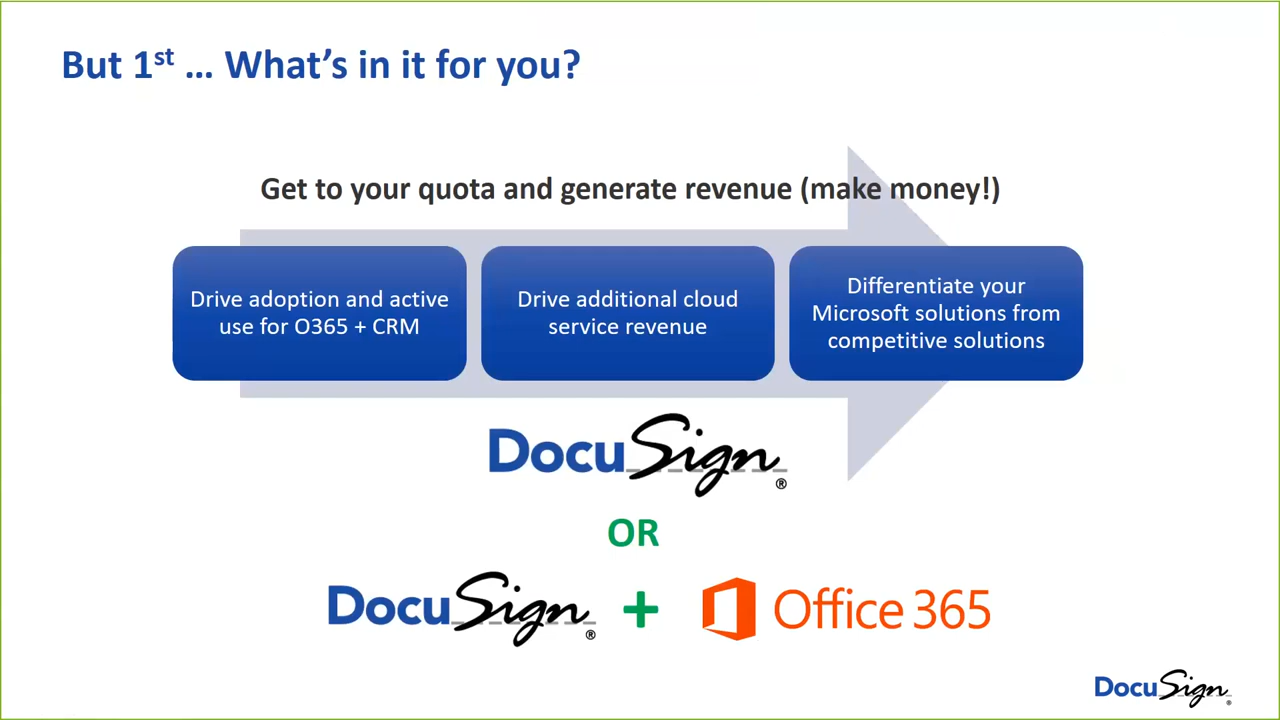 But 1st ... What's in it for you?
Get to your quota and generate revenue (make money!)
Drive adoption and active
use for O365 + CRM
Drive additional cloud
service revenue
Differentiate your
Microsoft solutions from
competitive solutions
DocuSign®
OR
DocuSign® + Office 365
DocuSign®